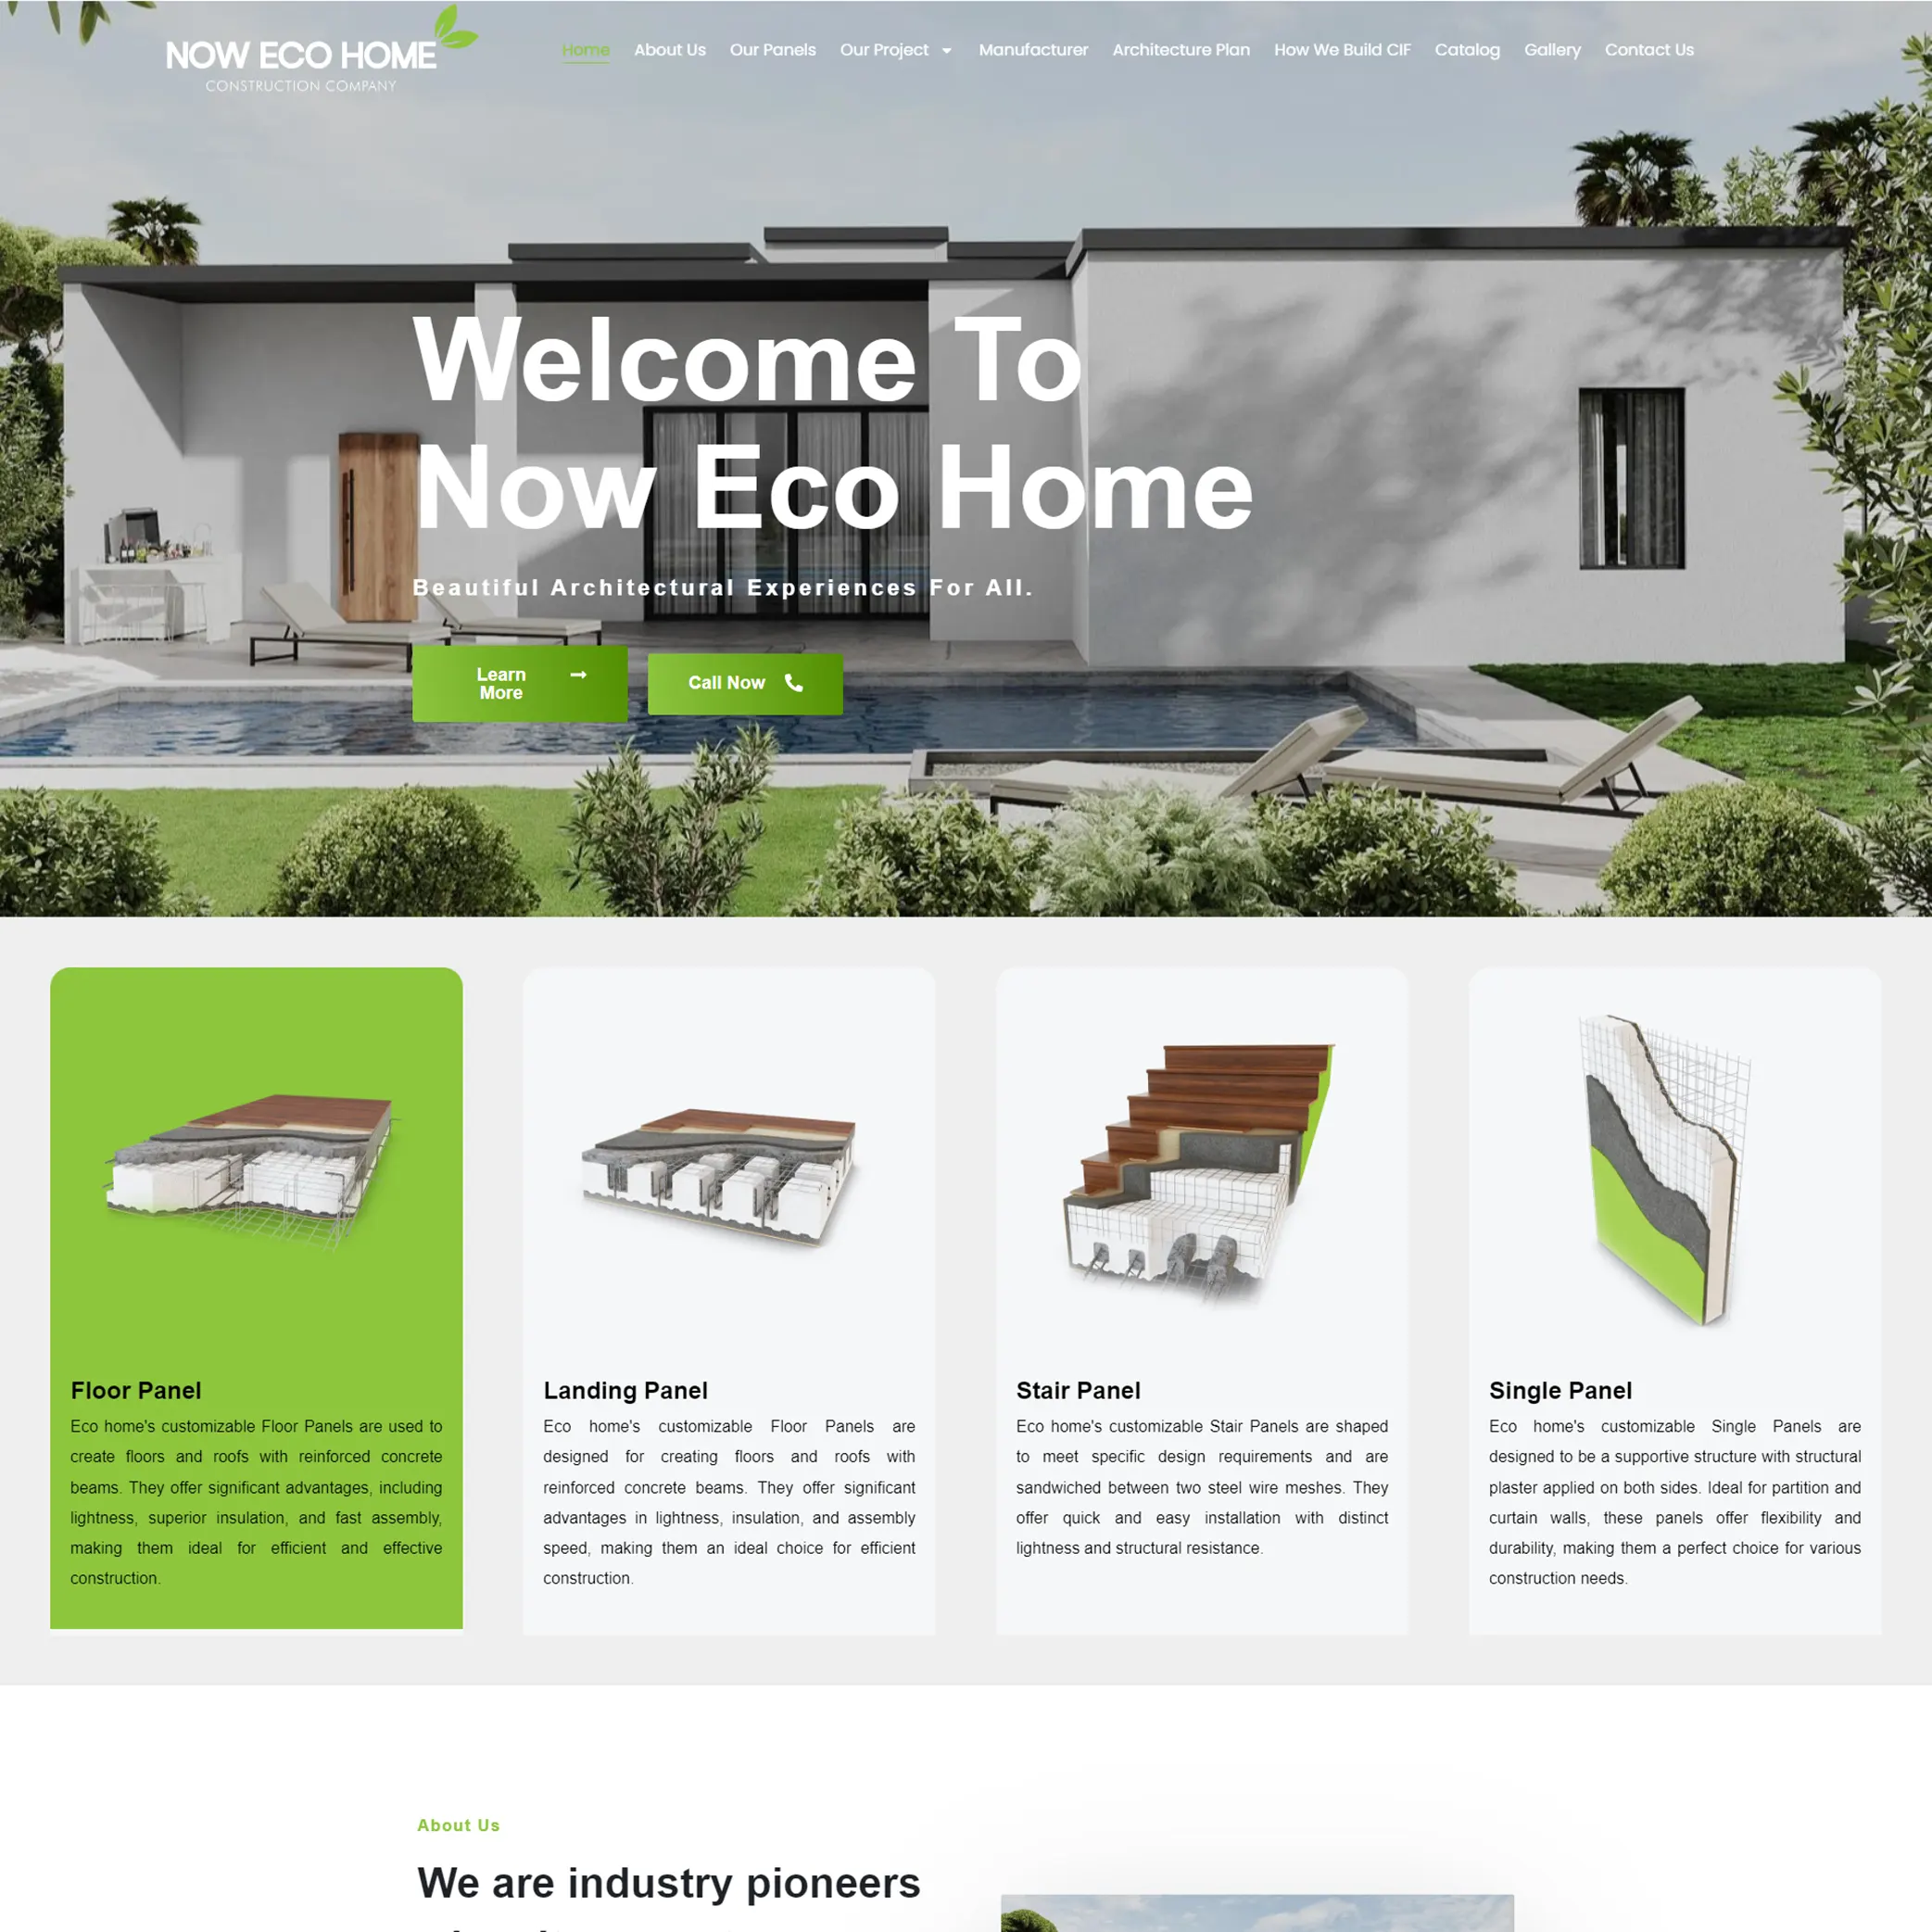 NOW ECO HOME
CONSTRUCTION COMPANY
Home About Us Our Panels Our Project Manufacturer Architecture Plan How We Build CIF Catalog Gallery Contact Us
Welcome To
Now Eco Home
Beautiful Architectural Experiences For All.
Learn
More
Call Now
Floor Panel
Eco home's customizable Floor Panels are used to
create floors and roofs with reinforced concrete
beams. They offer significant advantages, including
lightness, superior insulation, and fast assembly,
making them ideal for efficient and effective
construction.
Landing Panel
Eco home's customizable Floor Panels are
designed for creating floors and roofs with
reinforced concrete beams. They offer significant
advantages in lightness, insulation, and assembly
speed, making them an ideal choice for efficient
construction.
Stair Panel
Eco home's customizable Stair Panels are shaped
to meet specific design requirements and are
sandwiched between two steel wire meshes. They
offer quick and easy installation with distinct
lightness and structural resistance.
Single Panel
Eco home's customizable Single Panels are
designed to be a supportive structure with structural
plaster applied on both sides. Ideal for partition and
curtain walls, these panels offer flexibility and
durability, making them a perfect choice for various
construction needs.
About Us
We are industry pioneers